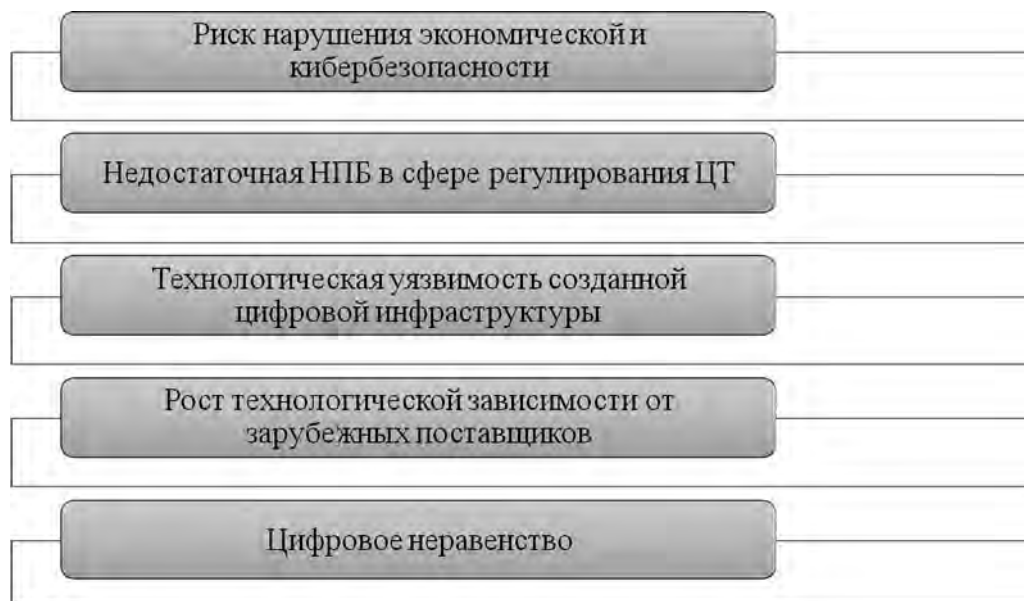 Риск нарушения экономической и
кибербезопасности
Недостаточная НПБ в сфере регулирования ЦТ
Технологическая уязвимость созданной
цифровой инфраструктуры
Рост технологической зависимости от
зарубежных поставщиков
Цифровое неравенство